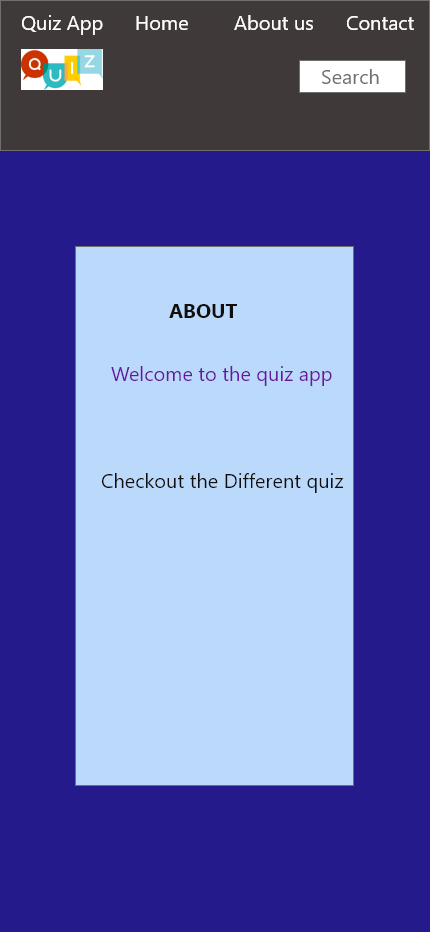 Quiz App Home About us Contact
QUIZ
Search
ABOUT
Welcome to the quiz app
Checkout the Different quiz